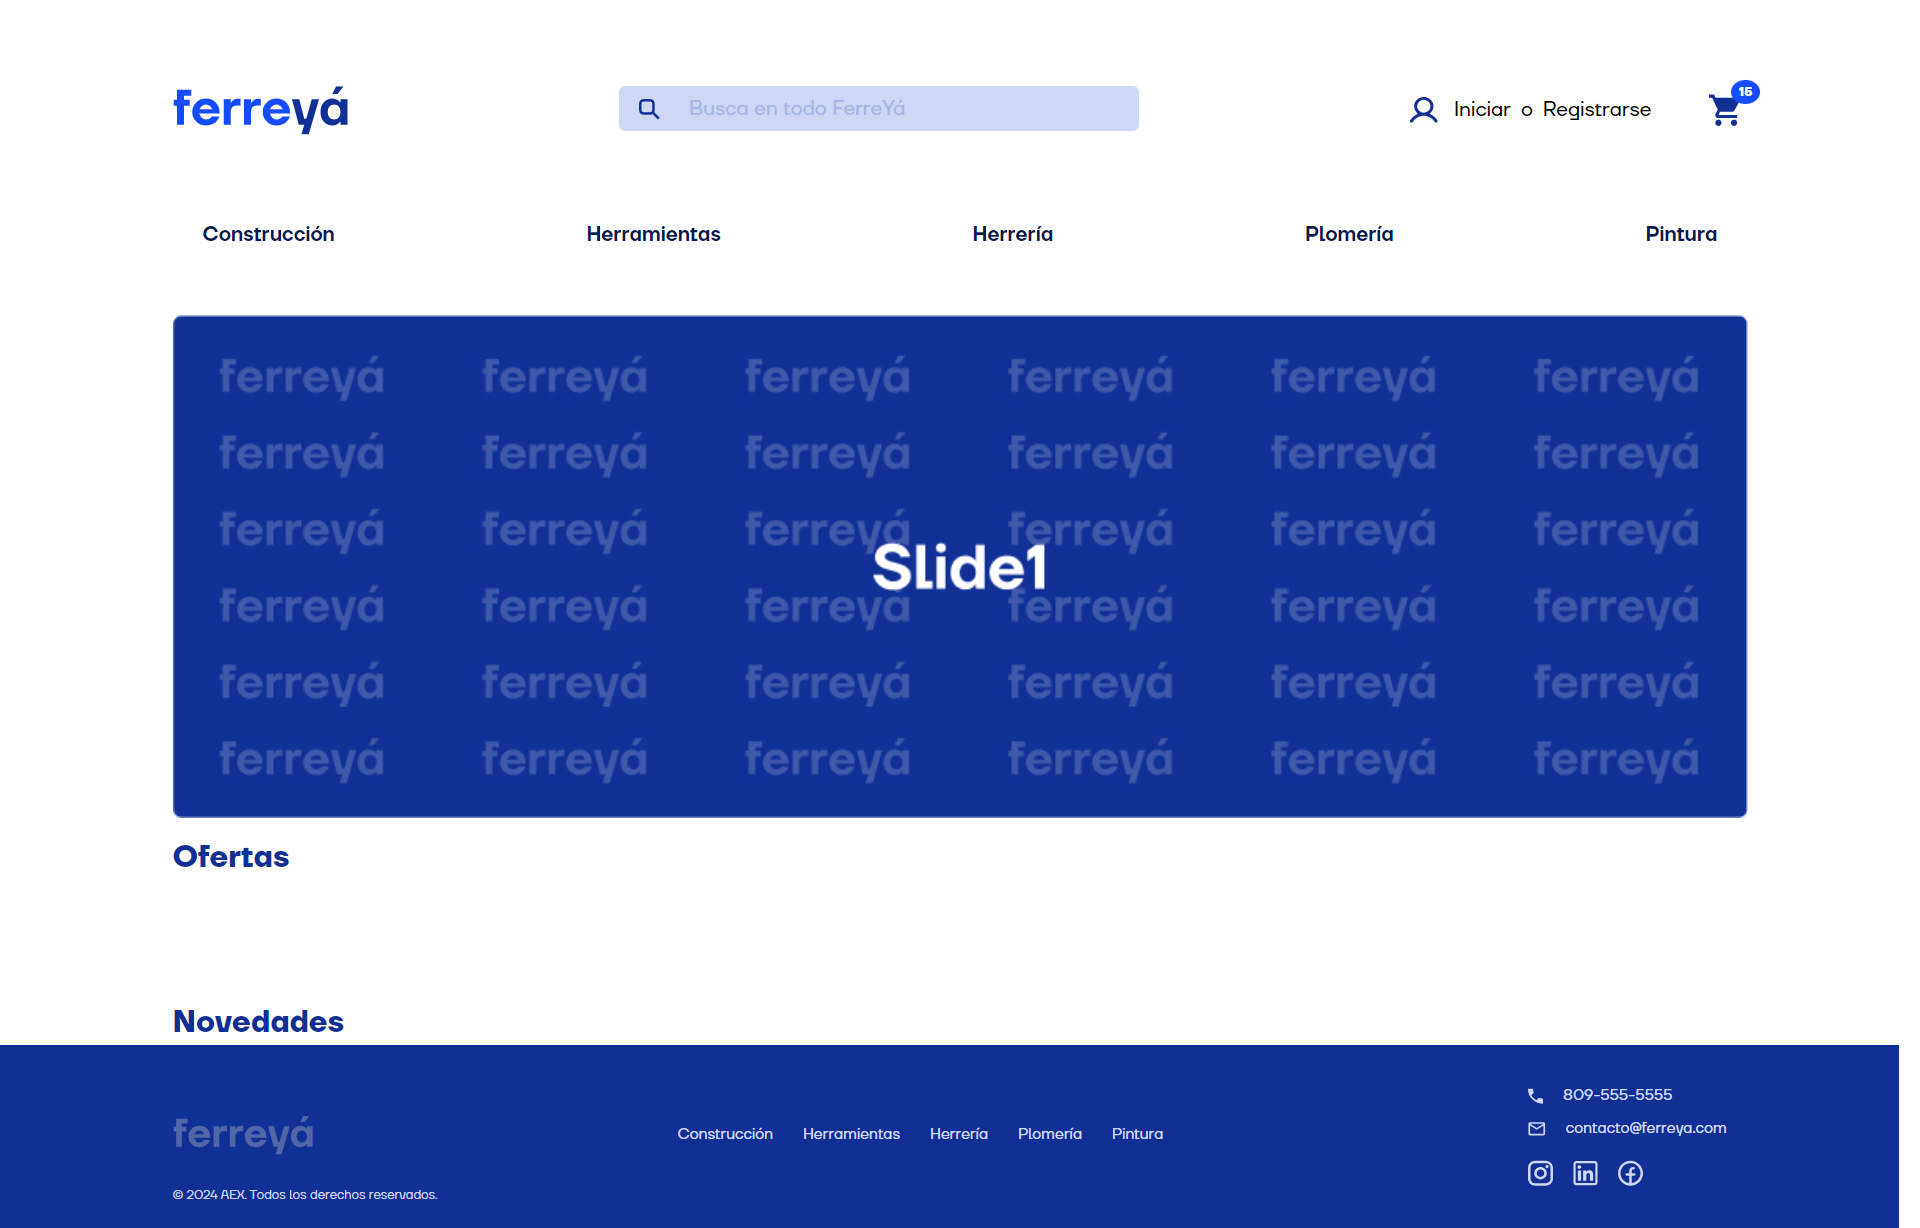 ferreyá
Busca en todo FerreYá
Iniciar o Registrarse
15
Construcción Herramientas Herrería Plomería Pintura
ferreyá ferreyá ferreyá ferreyá ferreyá ferreyá
ferreyá ferreyá ferreyá ferreyá ferreyá ferreyá
ferreyá ferreyá ferreyá ferreyá ferreyá ferreyá
Slide1
ferreyá ferreyá ferreyá ferreyá ferreyá ferreyá
ferreyá ferreyá ferreyá ferreyá ferreyá ferreyá
ferreyá ferreyá ferreyá ferreyá ferreyá ferreyá
Ofertas
Novedades
ferreyá
© 2024 AEX. Todos los derechos reservados.
Construcción Herramientas Herrería Plomería Pintura
809-555-5555
contacto@ferreya.com